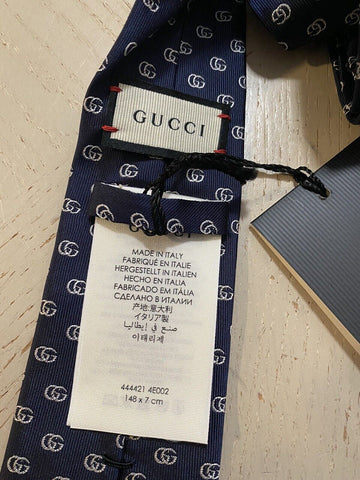 GUCCI
MADE IN ITALY
FABRIQUÉ EN ITALIE
HERGESTELLT IN ITALIEN
HECHO EN ITALIA
FABRICADO EM ITÁLIA
СДЕЛАНО В ИТАЛИИ
产地:意大利
イタリア製
صنع في إيطاليا
이태리제
444421 4E002
148 x 7 cm